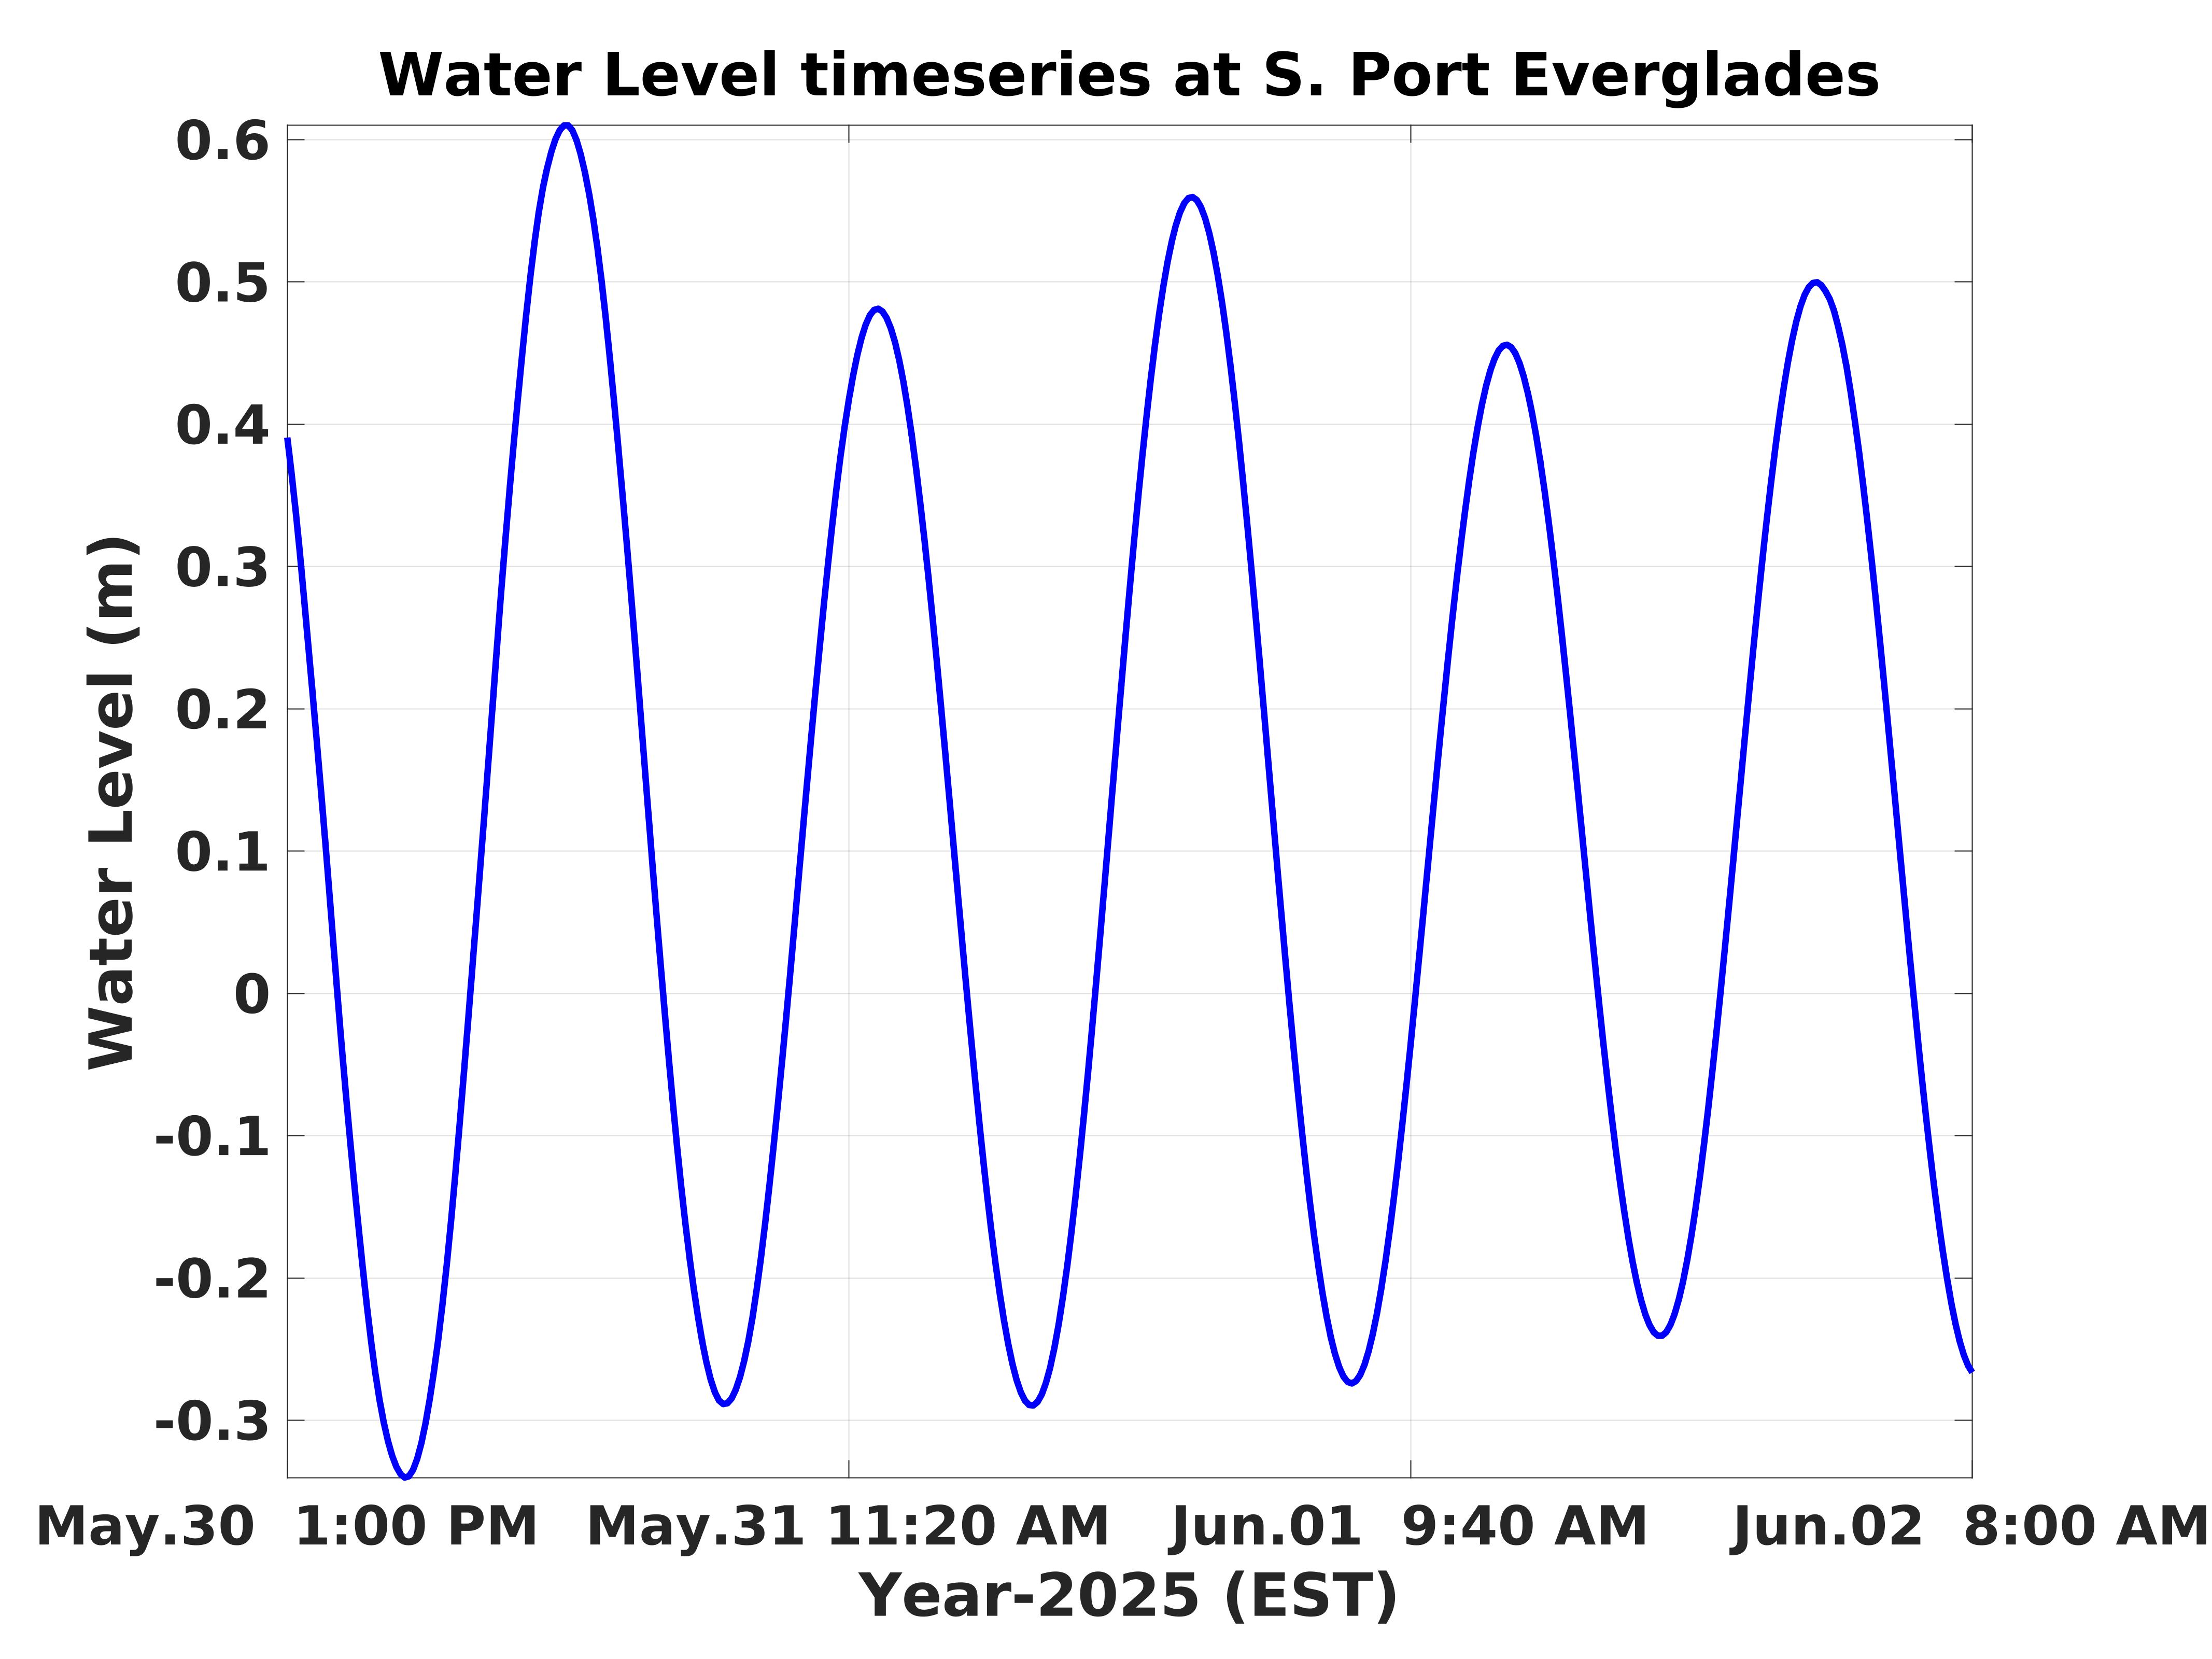 Water Level timeseries at S. Port Everglades
0.6
0.5
0.4
0.3
0.2
0.1
0
-0.1
-0.2
-0.3
Water Level (m)
May.30 1:00 PM
May.31 11:20 AM
Jun.01 9:40 AM
Jun.02 8:00 AM
Year-2025 (EST)